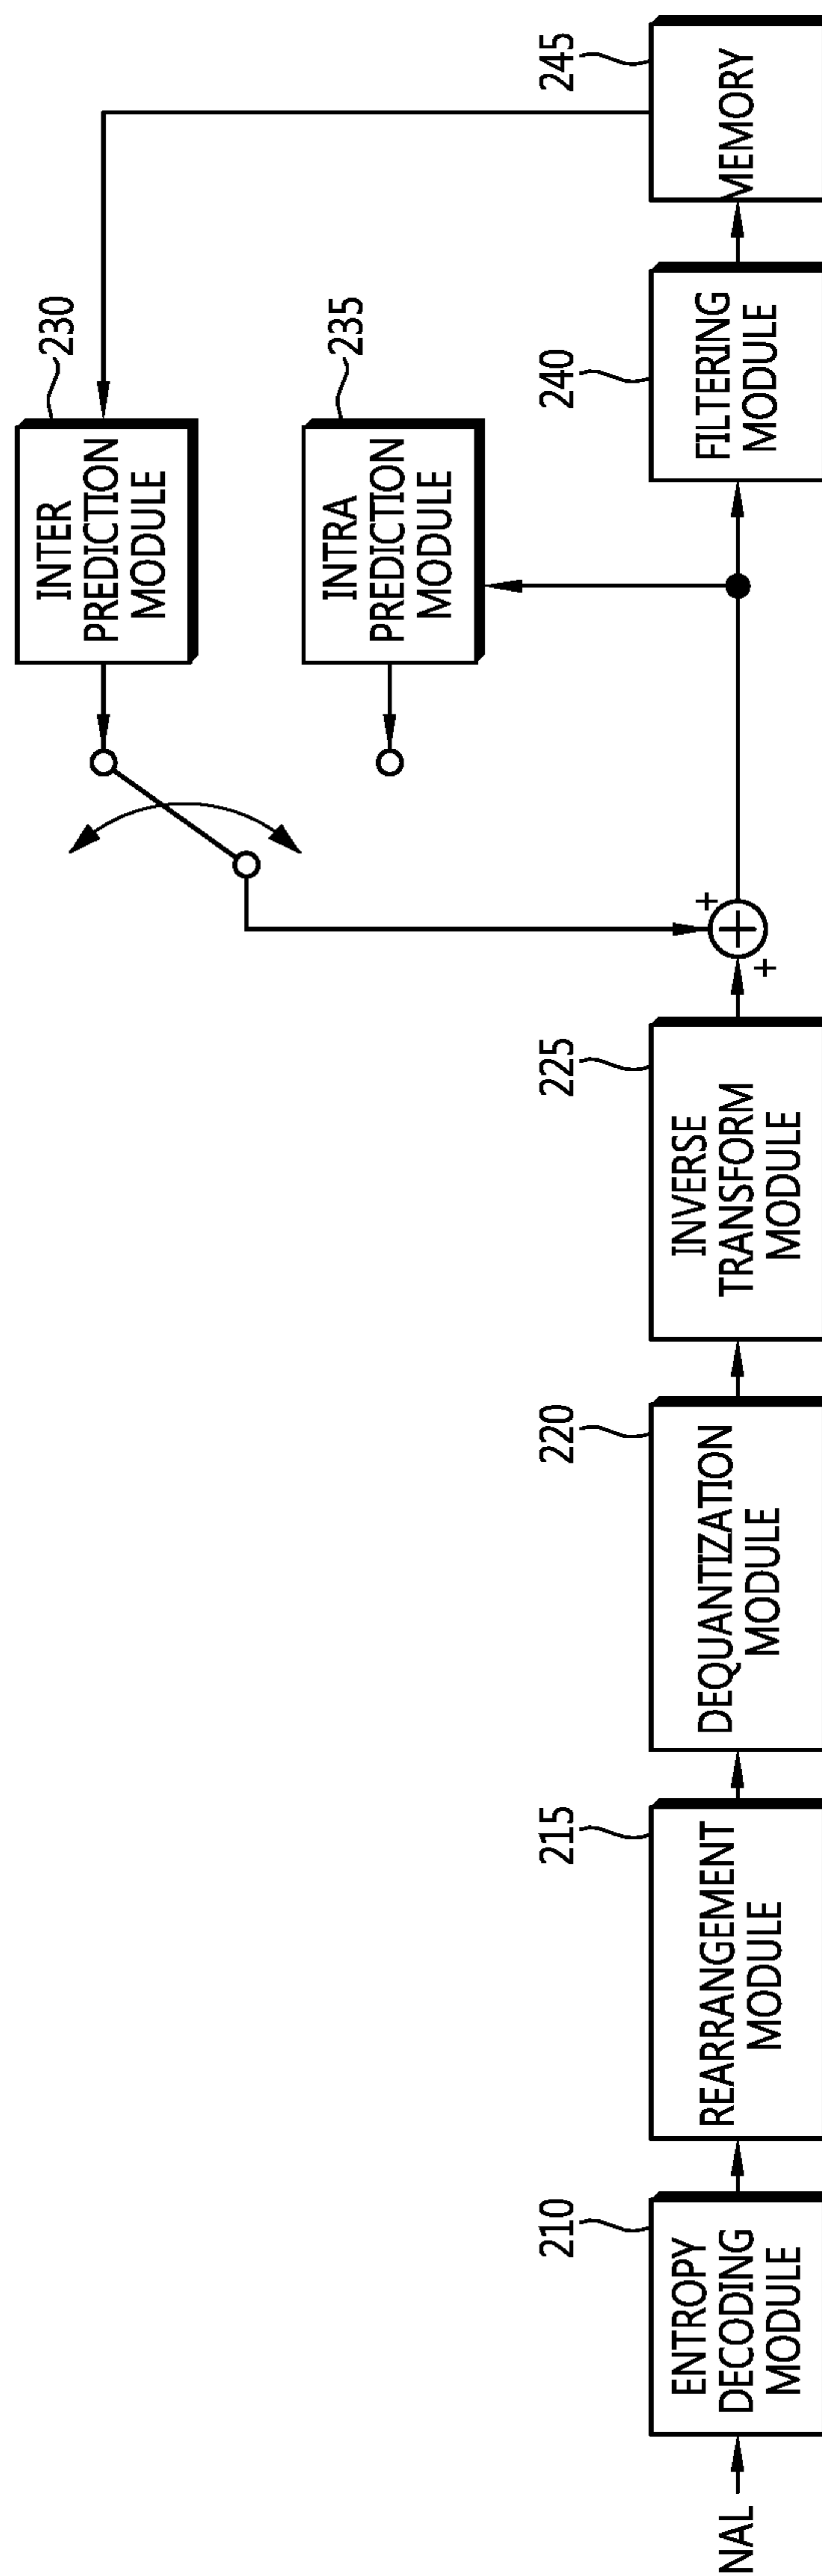 230
INTER
PREDICTION
MODULE
235
INTRA
PREDICTION
MODULE
NAL
210
ENTROPY
DECODING
MODULE
215
REARRANGEMENT
MODULE
220
DEQUANTIZATION
MODULE
225
INVERSE
TRANSFORM
MODULE
+
+
+
240
FILTERING
MODULE
245
MEMORY